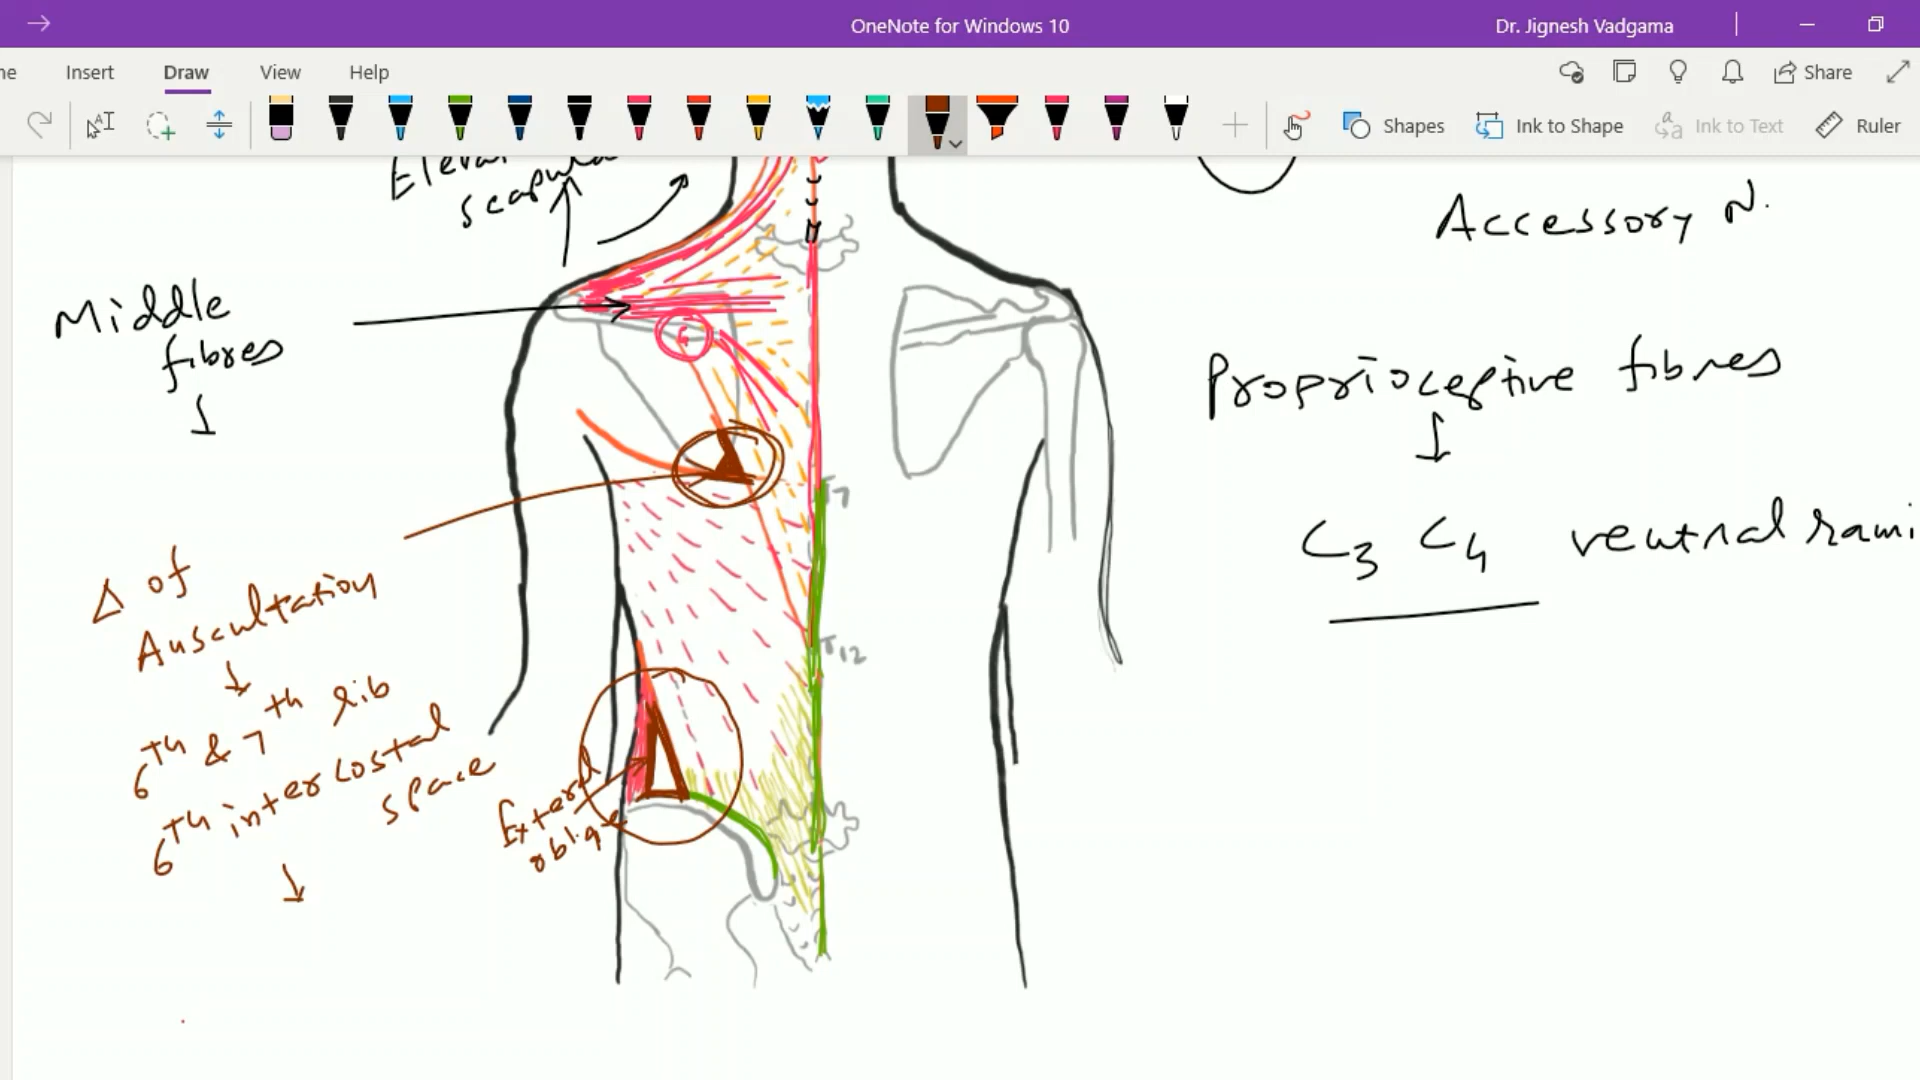 OneNote for Windows 10
Dr. Jignesh Vadgama
Insert
Draw
View
Help
Share
Shapes
Ink to Shape
Ink to Text
Ruler
scapula
Accessory N.
Middle
fibres
Proprioceptive fibres
C3 C4 ventral rami
T7
T12
Δ of
Auscultation
6th & 7th rib
6th intercostal
space
External
oblique